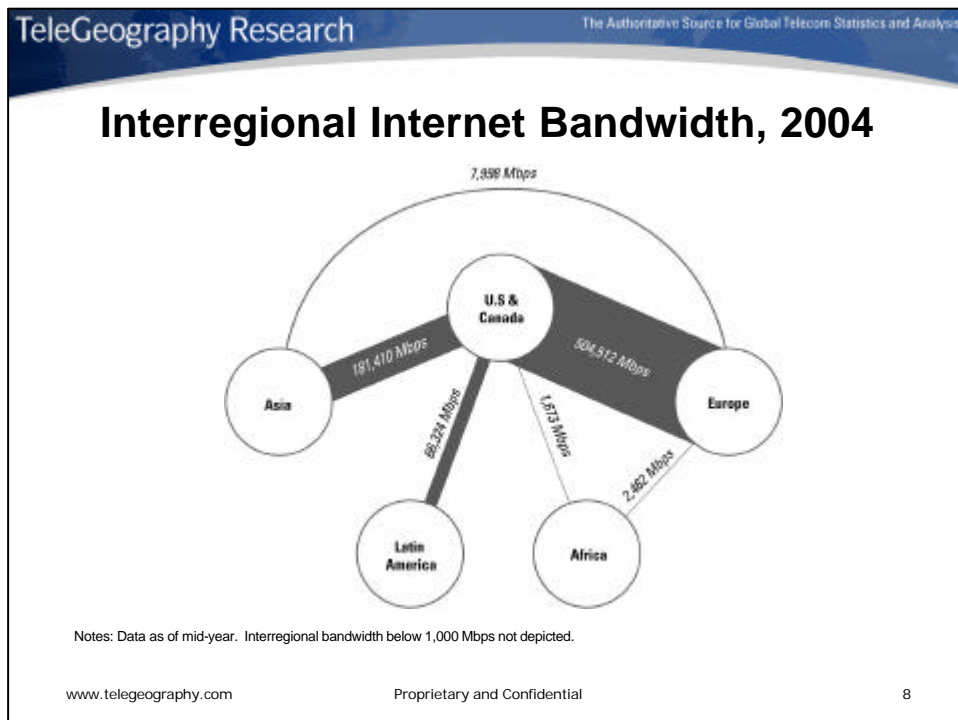 TeleGeography Research
The Authoritative Source for Global Telecom Statistics and Analysis
Interregional Internet Bandwidth, 2004
7,998 Mbps
U.S &
Canada
181,410 Mbps
504,512 Mbps
Asia
Europe
66,324 Mbps
1,673 Mbps
2,462 Mbps
Latin
America
Africa
Notes: Data as of mid-year. Interregional bandwidth below 1,000 Mbps not depicted.
www.telegeography.com
Proprietary and Confidential
8